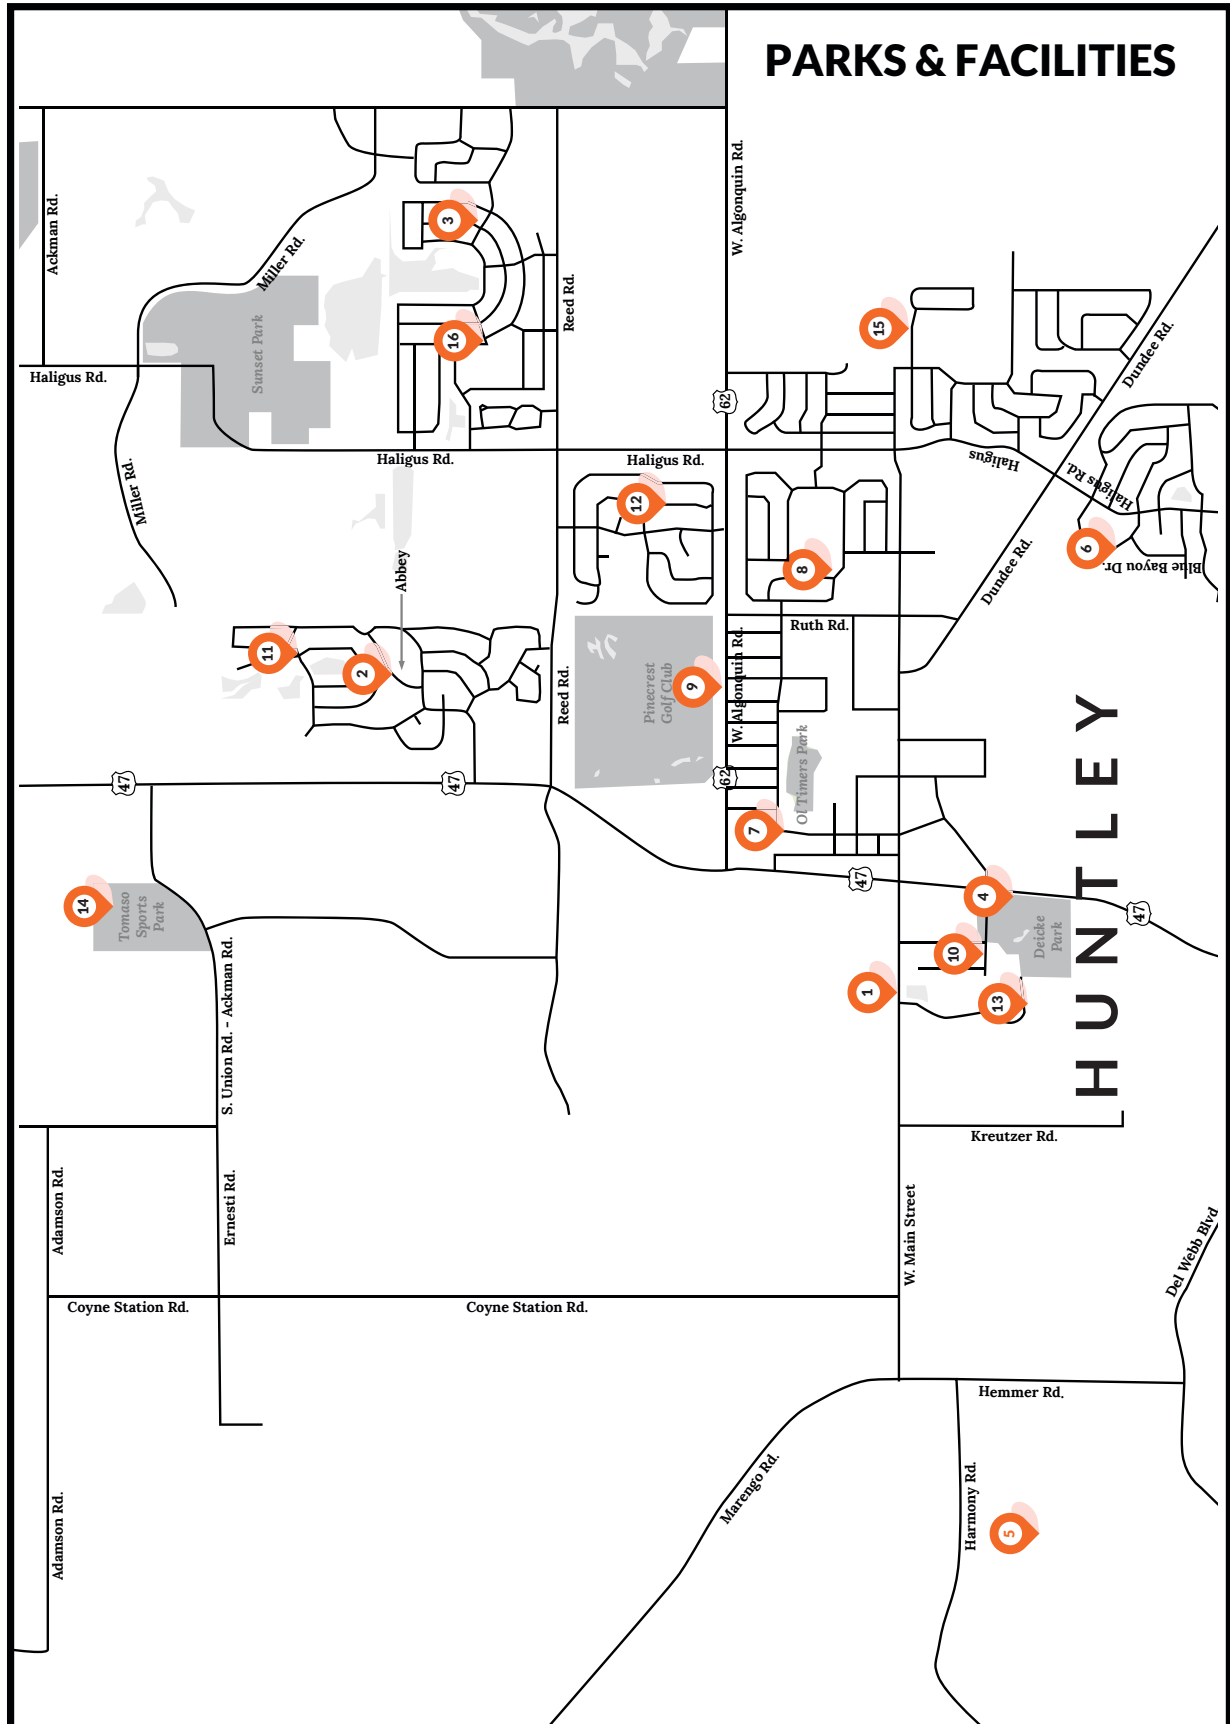 PARKS & FACILITIES
Ackman Rd.
Miller Rd.
W. Algonquin Rd.
3
Reed Rd.
Sunset Park
16
15
Dundee Rd.
Haligus Rd.
62
Haligus Rd.
Haligus Rd.
Haligus
Haligus Rd.
Miller Rd.
12
Abbey
8
Dundee Rd.
6
Blue Bayou Dr.
Ruth Rd.
11
2
Reed Rd.
Pinecrest
Golf Club
9
W. Algonquin Rd.
Ol Timers Park
47
47
62
7
HUNTLEY
14
Tomaso
Sports
Park
47
4
47
Deicke
Park
10
1
13
S. Union Rd. - Ackman Rd.
Kreutzer Rd.
Adamson Rd.
Ernesti Rd.
W. Main Street
Del Webb Blvd
Coyne Station Rd.
Coyne Station Rd.
Hemmer Rd.
Marengo Rd.
Harmony Rd.
5
Adamson Rd.